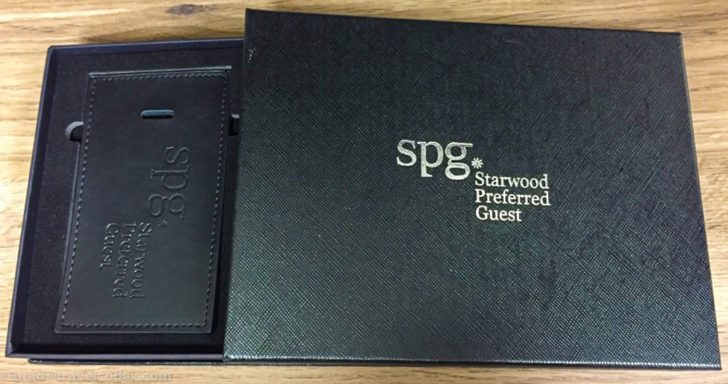 spg.
Starwood
Preferred
Guest
spg.
Starwood
Preferred
Guest